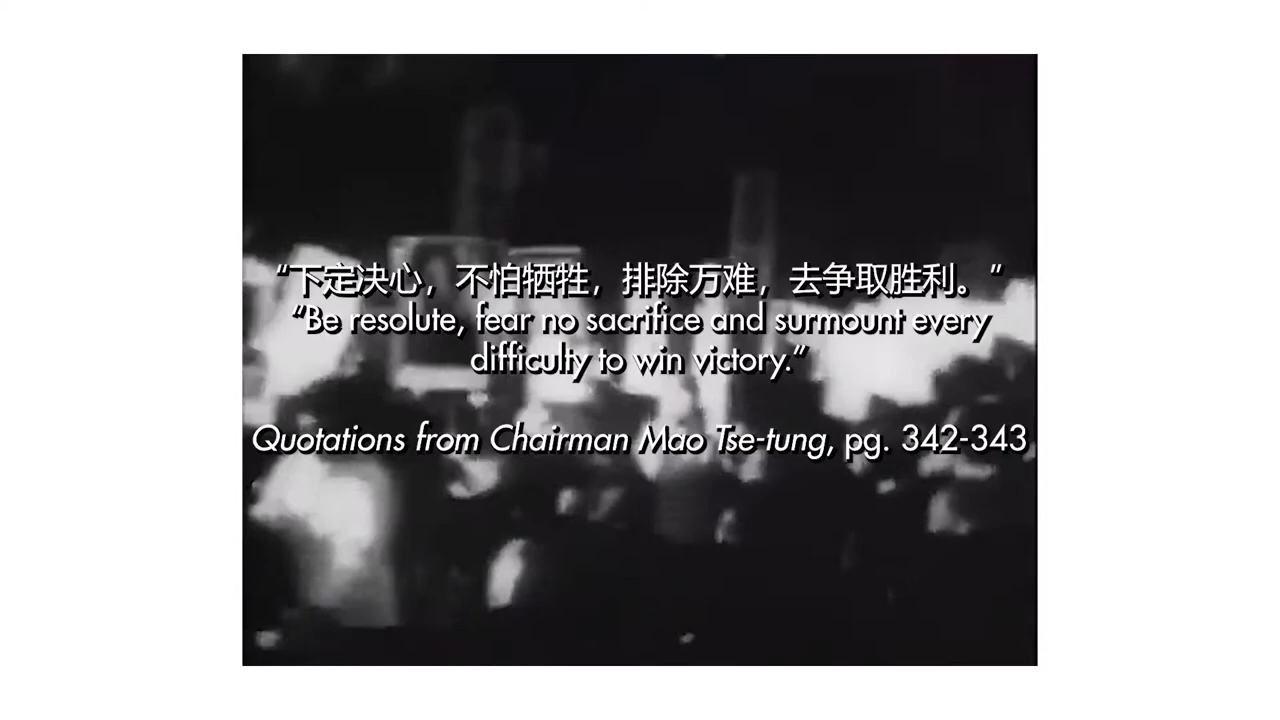 “下定决心，不怕牺牲，排除万难，去争取胜利。”
“Be resolute, fear no sacrifice and surmount every
difficulty to win victory.”
Quotations from Chairman Mao Tse-tung, pg. 342-343